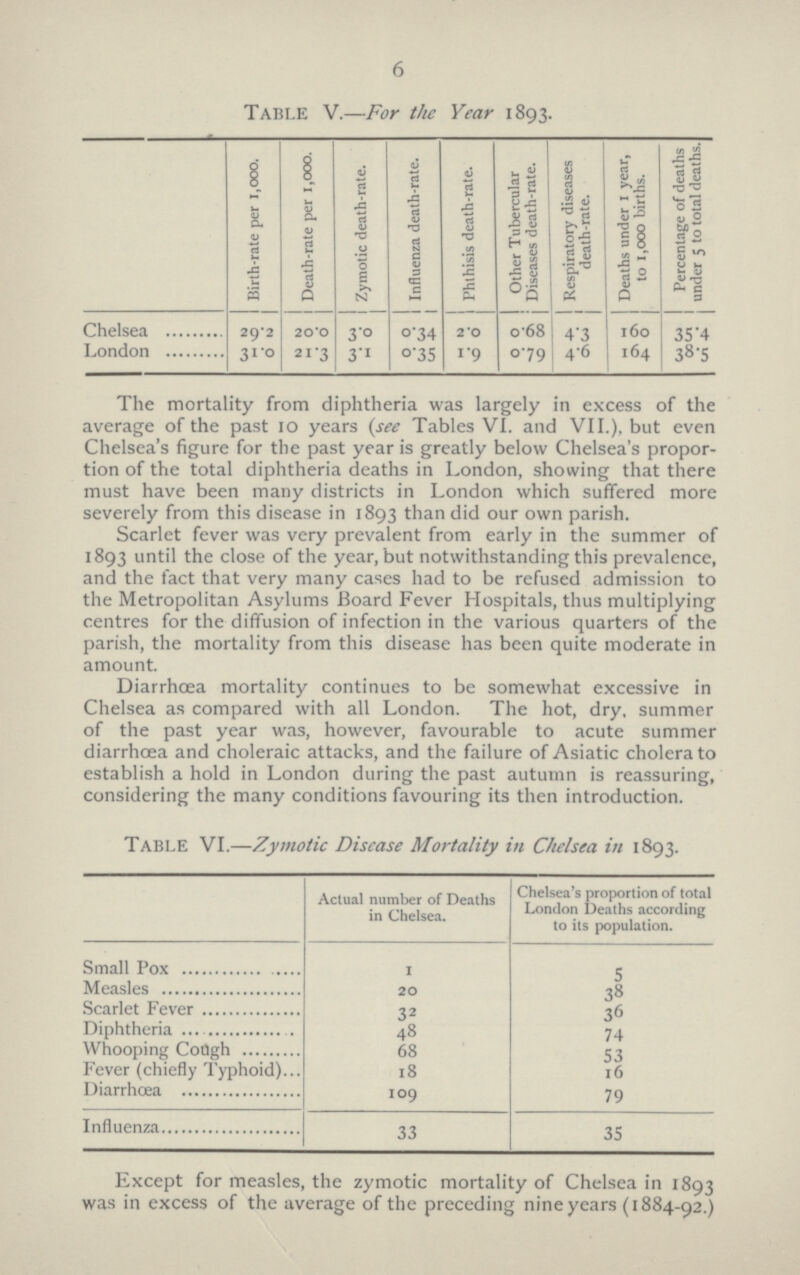 6
TABLE V.—For the Year 1893.
Birth-rate per 1,000.
Death-rate per 1,000.
Zymotic death-rate.
Influenza death-rate.
Phthisis death-rate.
Other Tubercular
Diseases death-rate.
Respiratory diseases
death-rate.
Deaths under 1 year,
to 1,000 births.
Percentage of deaths
under 5 to total deaths.
Chelsea ........ 29·2 20·0 3·0 0·34 2·0 0·68 4·3 160 35·4
London ......... 31·0 21·3 3·1 0·35 1·9 0·79 4·6 164 38·5
The mortality from diphtheria was largely in excess of the
average of the past 10 years (see Tables VI. and VII.), but even
Chelsea's figure for the past year is greatly below Chelsea's propor-
tion of the total diphtheria deaths in London, showing that there
must have been many districts in London which suffered more
severely from this disease in 1893 than did our own parish.
Scarlet fever was very prevalent from early in the summer of
1893 until the close of the year, but notwithstanding this prevalence,
and the fact that very many cases had to be refused admission to
the Metropolitan Asylums Board Fever Hospitals, thus multiplying
centres for the diffusion of infection in the various quarters of the
parish, the mortality from this disease has been quite moderate in
amount.
Diarrhœa mortality continues to be somewhat excessive in
Chelsea as compared with all London. The hot, dry, summer
of the past year was, however, favourable to acute summer
diarrhœa and choleraic attacks, and the failure of Asiatic cholera to
establish a hold in London during the past autumn is reassuring,
considering the many conditions favouring its then introduction.
TABLE VI.—Zymotic Disease Mortality in Chelsea in 1893.
Actual number of Deaths
in Chelsea.
Chelsea's proportion of total
London Deaths according
to its population.
Small Pox ................ 1 5
Measles ..................... 20 38
Scarlet Fever ............... 32 36
Diphtheria ................. 48 74
Whooping Cough ......... 68 53
Fever (chiefly Typhoid)... 18 16
Diarrhœa .................. 109 79
Influenza..................... 33 35
Except for measles, the zymotic mortality of Chelsea in 1893
was in excess of the average of the preceding nine years (1884-92.)